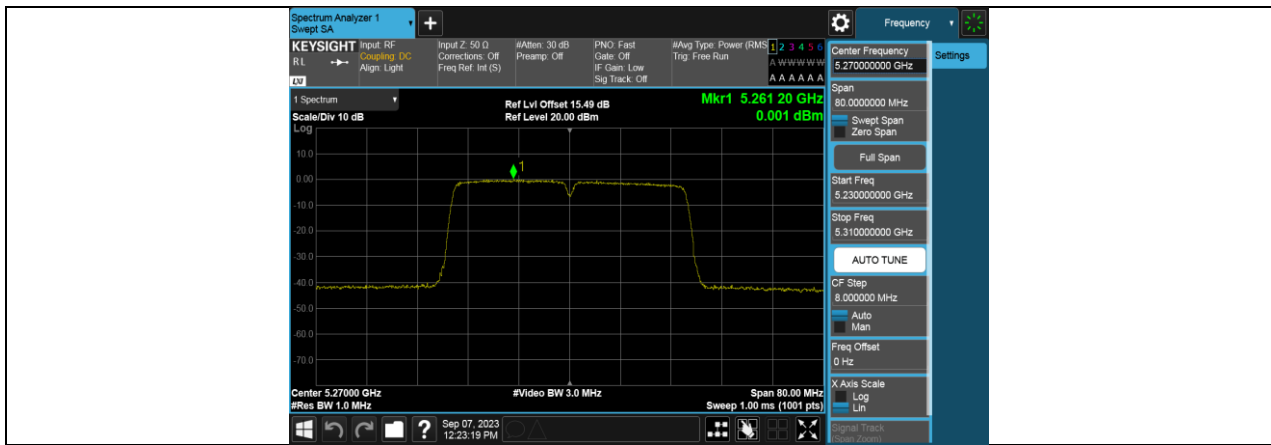 Spectrum Analyzer 1
Swept SA
Frequency
KEYSIGHT
RL
LXI
Input: RF
Coupling: DC
Align: Light
Input Z: 50 Ω
Corrections: Off
Freq Ref: Int (S)
#Atten: 30 dB
Preamp: Off
PNO: Fast
Gate: Off
IF Gain: Low
Sig Track: Off
#Avg Type: Power (RMS
Trig: Free Run
1 2 3 4 5 6
A W W W W W
A A A A A A
Center Frequency
5.270000000 GHz
Settings
Span
80.0000000 MHz
Swept Span
Zero Span
Full Span
Start Freq
5.230000000 GHz
Stop Freq
5.310000000 GHz
AUTO TUNE
CF Step
8.000000 MHz
Auto
Man
Freq Offset
0 Hz
X Axis Scale
Log
Lin
Signal Track
(Span Zoom)
1 Spectrum
Scale/Div 10 dB
Ref Lvl Offset 15.49 dB
Ref Level 20.00 dBm
Mkr1 5.261 20 GHz
0.001 dBm
Log
10.0
0.00
-10.0
-20.0
-30.0
-40.0
-50.0
-60.0
-70.0
1
Center 5.27000 GHz
#Res BW 1.0 MHz
#Video BW 3.0 MHz
Span 80.00 MHz
Sweep 1.00 ms (1001 pts)
Sep 07, 2023
12:23:19 PM